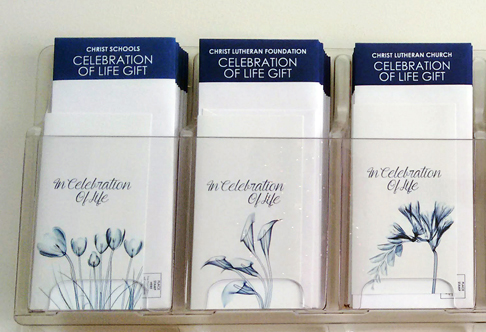 CHRIST SCHOOLS
CELEBRATION
OF LIFE GIFT
In Celebration
Of Life
CHRIST LUTHERAN FOUNDATION
CELEBRATION
OF LIFE GIFT
In Celebration
Of Life
CHRIST LUTHERAN CHURCH
CELEBRATION
OF LIFE GIFT
In Celebration
Of Life